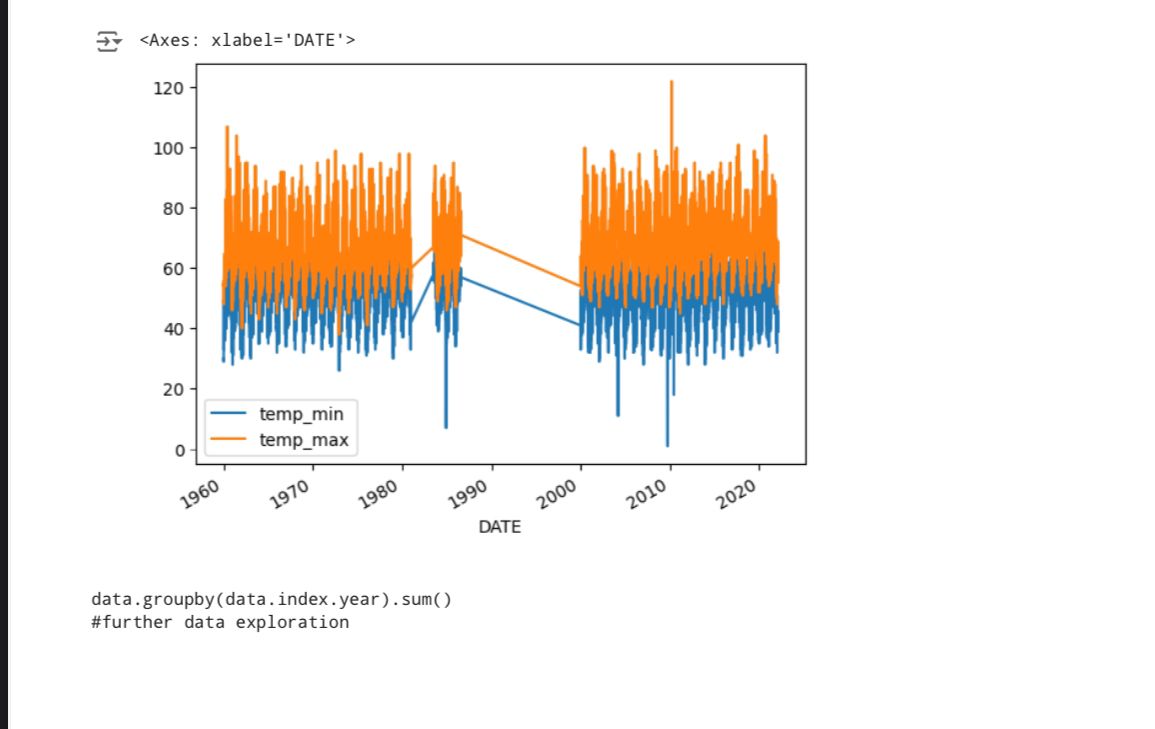 <Axes: xlabel='DATE'>
120
100
80
60
40
20
0
temp_min
temp_max
1960
1970
1980
1990
2000
2010
2020
DATE
data.groupby(data.index.year).sum()
#further data exploration